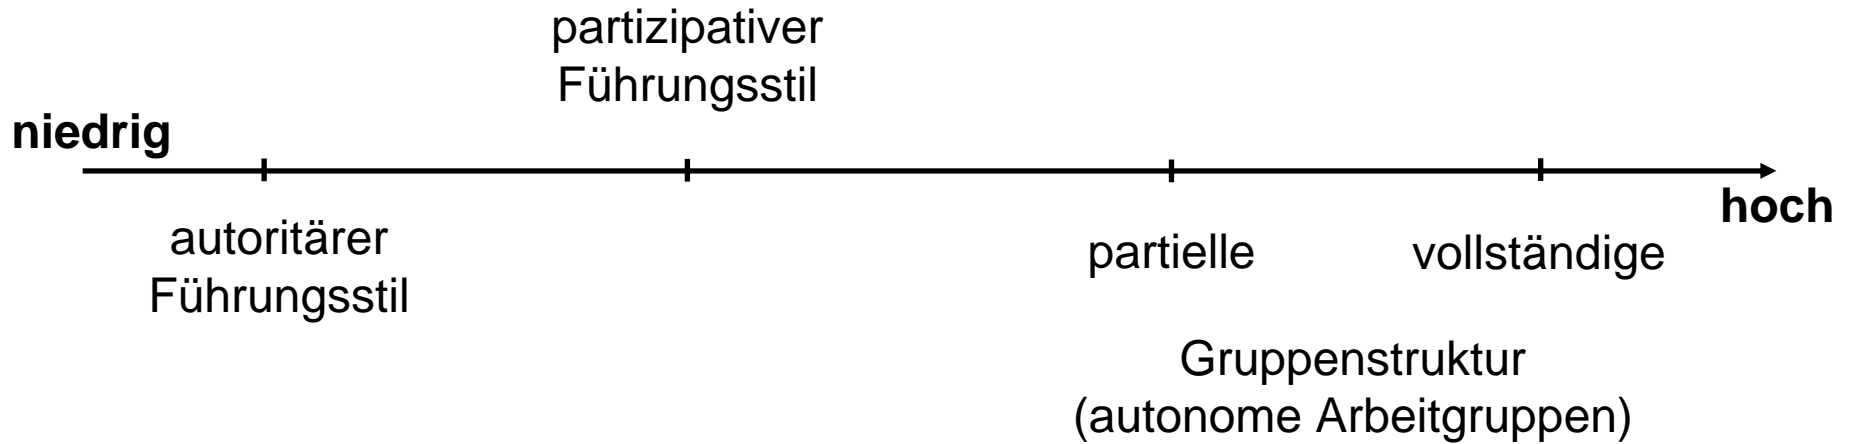 partizipativer
Führungsstil
niedrig
hoch
autoritärer
Führungsstil
partielle
vollständige
Gruppenstruktur
(autonome Arbeitgruppen)